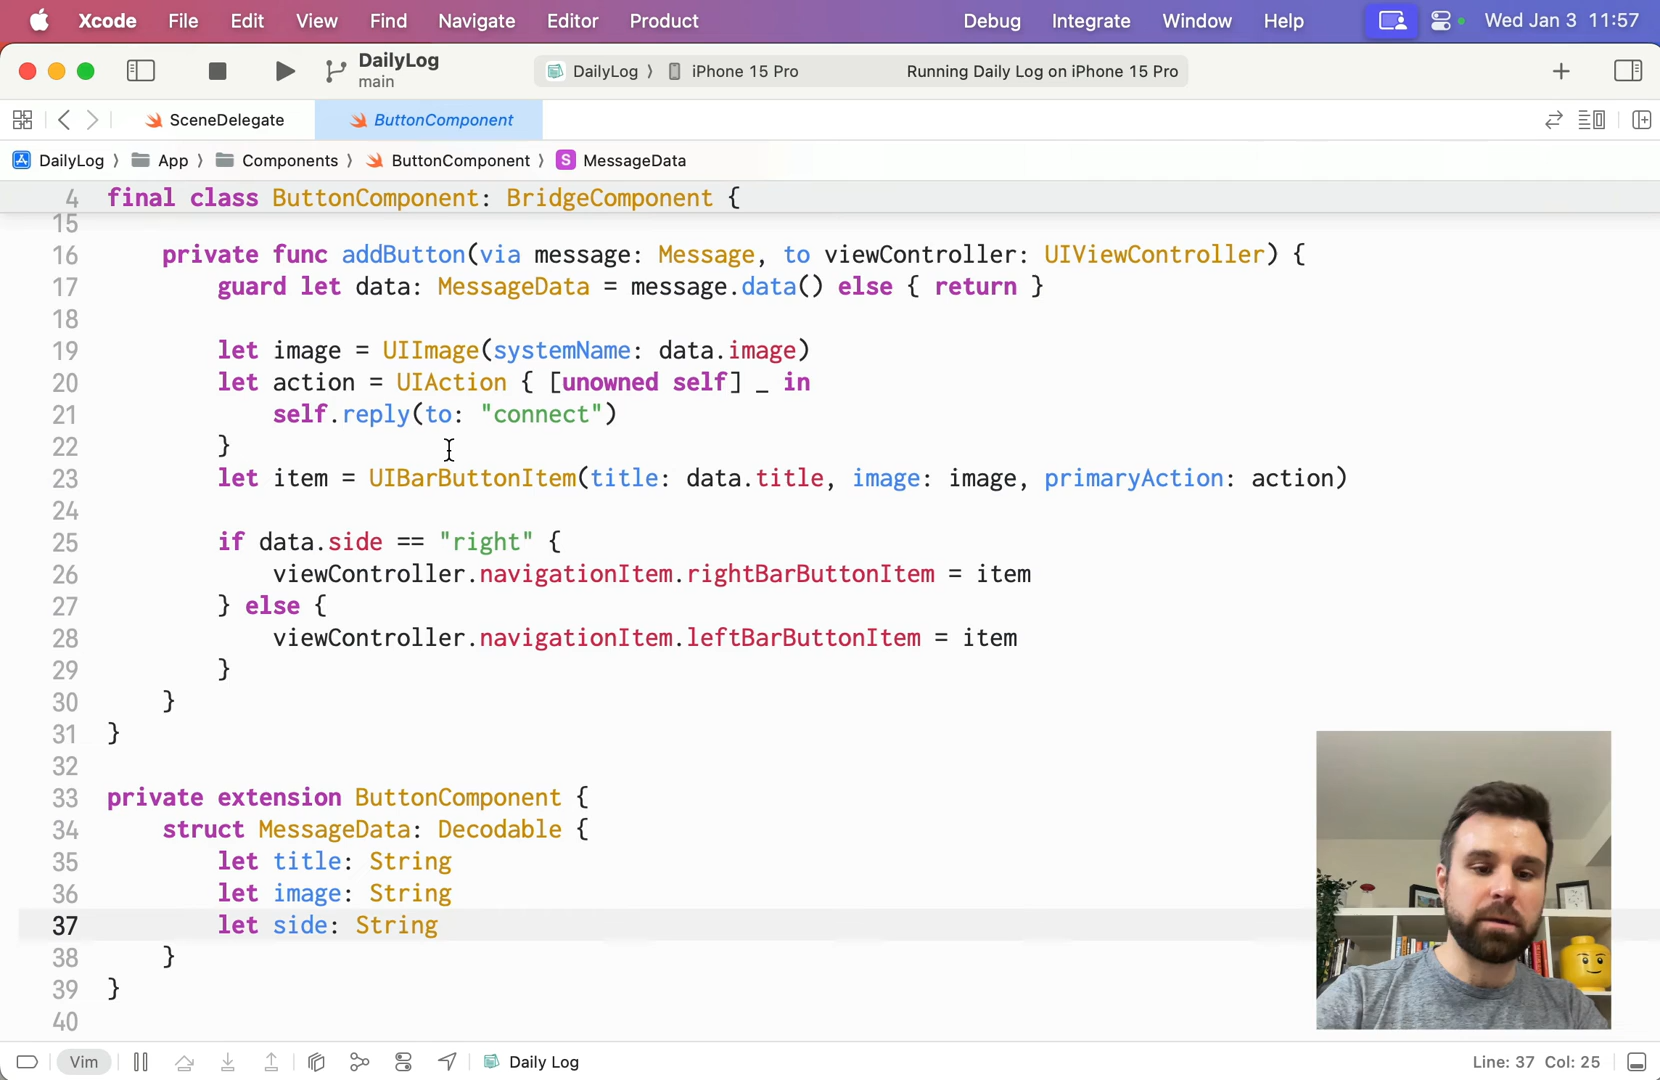 Xcode File Edit View Find Navigate Editor Product Debug Integrate Window Help Wed Jan 3 11:57
DailyLog
main
DailyLog 〉 iPhone 15 Pro Running Daily Log on iPhone 15 Pro
SceneDelegate ButtonComponent
DailyLog 〉 App 〉 Components 〉 ButtonComponent 〉 S MessageData
4 final class ButtonComponent: BridgeComponent {
15
16 private func addButton(via message: Message, to viewController: UIViewController) {
17 guard let data: MessageData = message.data() else { return }
18
19 let image = UIImage(systemName: data.image)
20 let action = UIAction { [unowned self] _ in
21 self.reply(to: "connect")
22 }
23 let item = UIBarButtonItem(title: data.title, image: image, primaryAction: action)
24
25 if data.side == "right" {
26 viewController.navigationItem.rightBarButtonItem = item
27 } else {
28 viewController.navigationItem.leftBarButtonItem = item
29 }
30 }
31 }
32
33 private extension ButtonComponent {
34 struct MessageData: Decodable {
35 let title: String
36 let image: String
37 let side: String
38 }
39 }
40
Vim Daily Log Line: 37 Col: 25